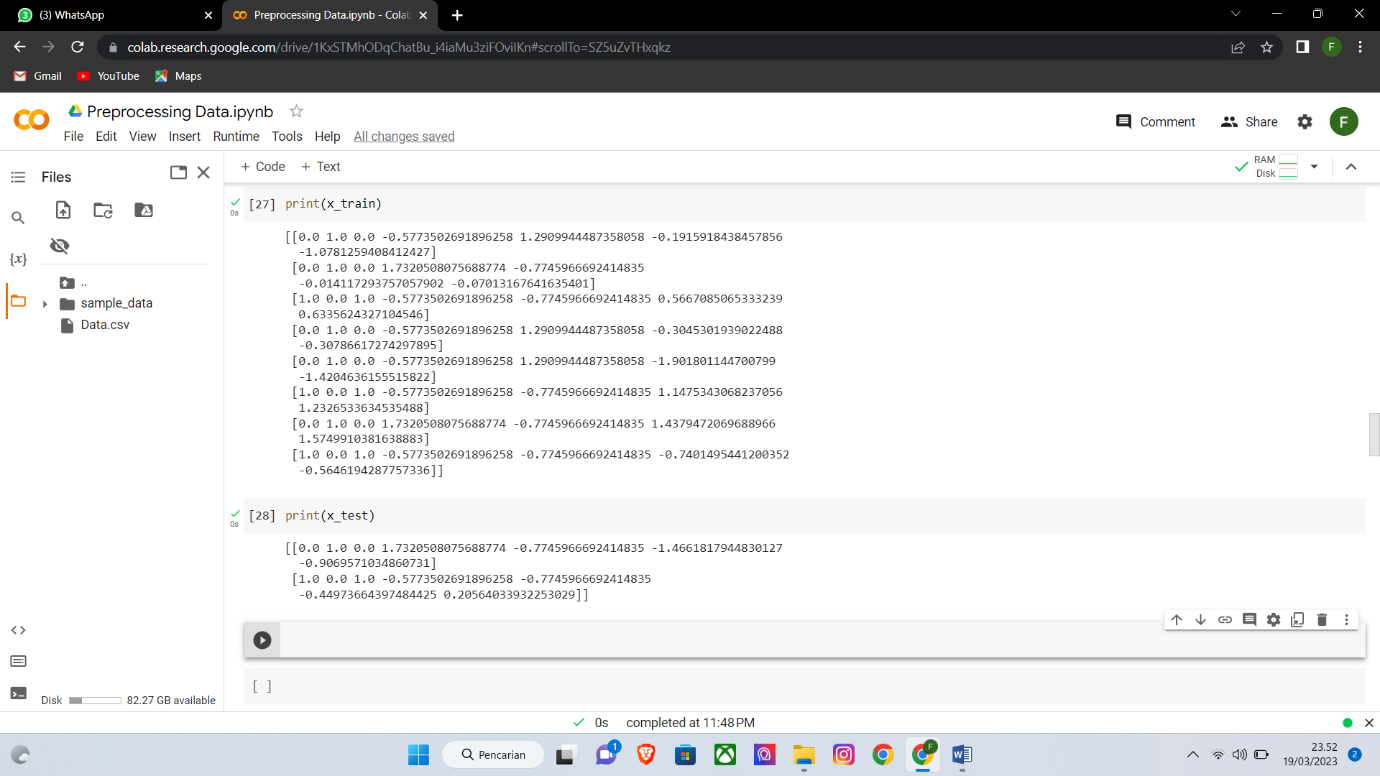 (3) WhatsApp
Preprocessing Data.ipynb - Colab
colab.research.google.com/drive/1KxSTMhODqChatBu_i4iaMu3ziFOvilKn#scrollTo=SZ5uZvTHxqkz
F
Gmail YouTube Maps
Preprocessing Data.ipynb
File Edit View Insert Runtime Tools Help All changes saved
Comment Share F
Files
+ Code + Text
RAM
Disk
{x}
..
sample_data
Data.csv
0s [27] print(x_train)
[[0.0 1.0 0.0 -0.5773502691896258 1.2909944487358058 -0.1915918438457856
-1.0781259408412427]
[0.0 1.0 0.0 1.7320508075688774 -0.7745966692414835
-0.014117293757057902 -0.07013167641635401]
[1.0 0.0 1.0 -0.5773502691896258 -0.7745966692414835 0.5667085065333239
0.6335624327104546]
[0.0 1.0 0.0 -0.5773502691896258 1.2909944487358058 -0.3045301939022488
-0.30786617274297895]
[0.0 1.0 0.0 -0.5773502691896258 1.2909944487358058 -1.901801144700799
-1.4204636155515822]
[1.0 0.0 1.0 -0.5773502691896258 -0.7745966692414835 1.1475343068237056
1.2326533634535488]
[0.0 1.0 0.0 1.7320508075688774 -0.7745966692414835 1.4379472069688966
1.5749910381638883]
[1.0 0.0 1.0 -0.5773502691896258 -0.7745966692414835 -0.7401495441200352
-0.5646194287757336]]
0s [28] print(x_test)
[[0.0 1.0 0.0 1.7320508075688774 -0.7745966692414835 -1.4661817944830127
-0.9069571034860731]
[1.0 0.0 1.0 -0.5773502691896258 -0.7745966692414835
-0.44973664397484425 0.20564033932253029]]
[ ]
Disk 82.27 GB available
0s completed at 11:48 PM
Pencarian
1
F
23.52
19/03/2023
2